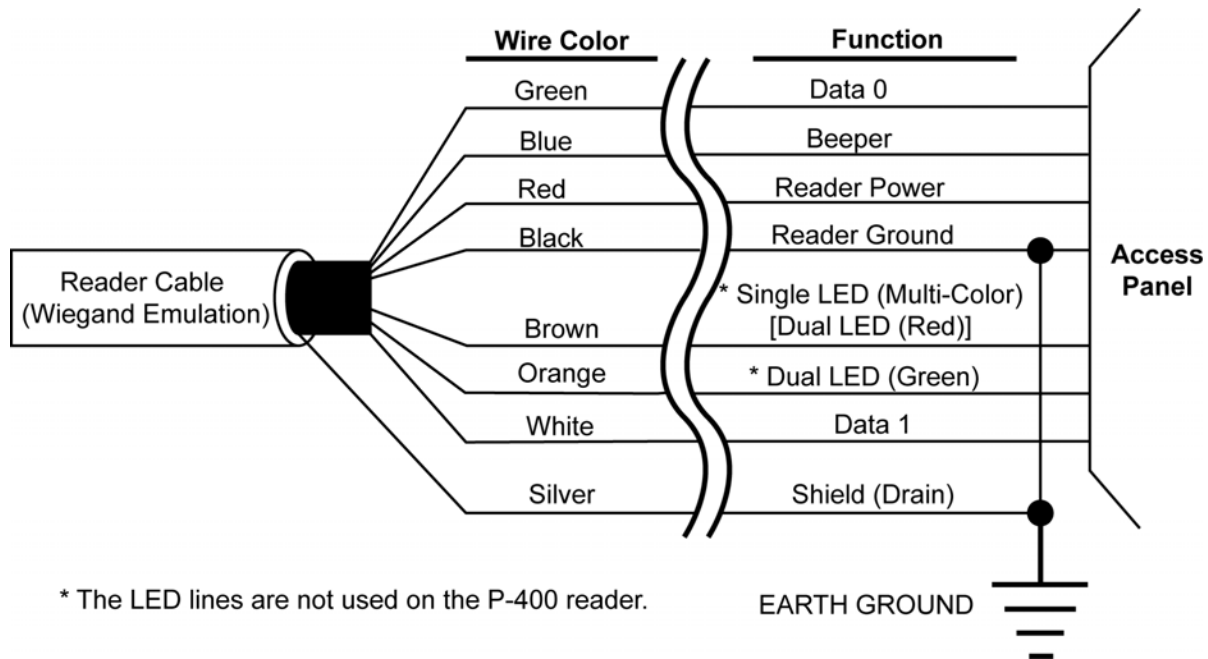 Wire Color
Function
Green
Data 0
Blue
Beeper
Red
Reader Power
Black
Reader Ground
Reader Cable
(Wiegand Emulation)
Access
Panel
* Single LED (Multi-Color)
[Dual LED (Red)]
Brown
Orange
* Dual LED (Green)
White
Data 1
Silver
Shield (Drain)
* The LED lines are not used on the P-400 reader.
EARTH GROUND